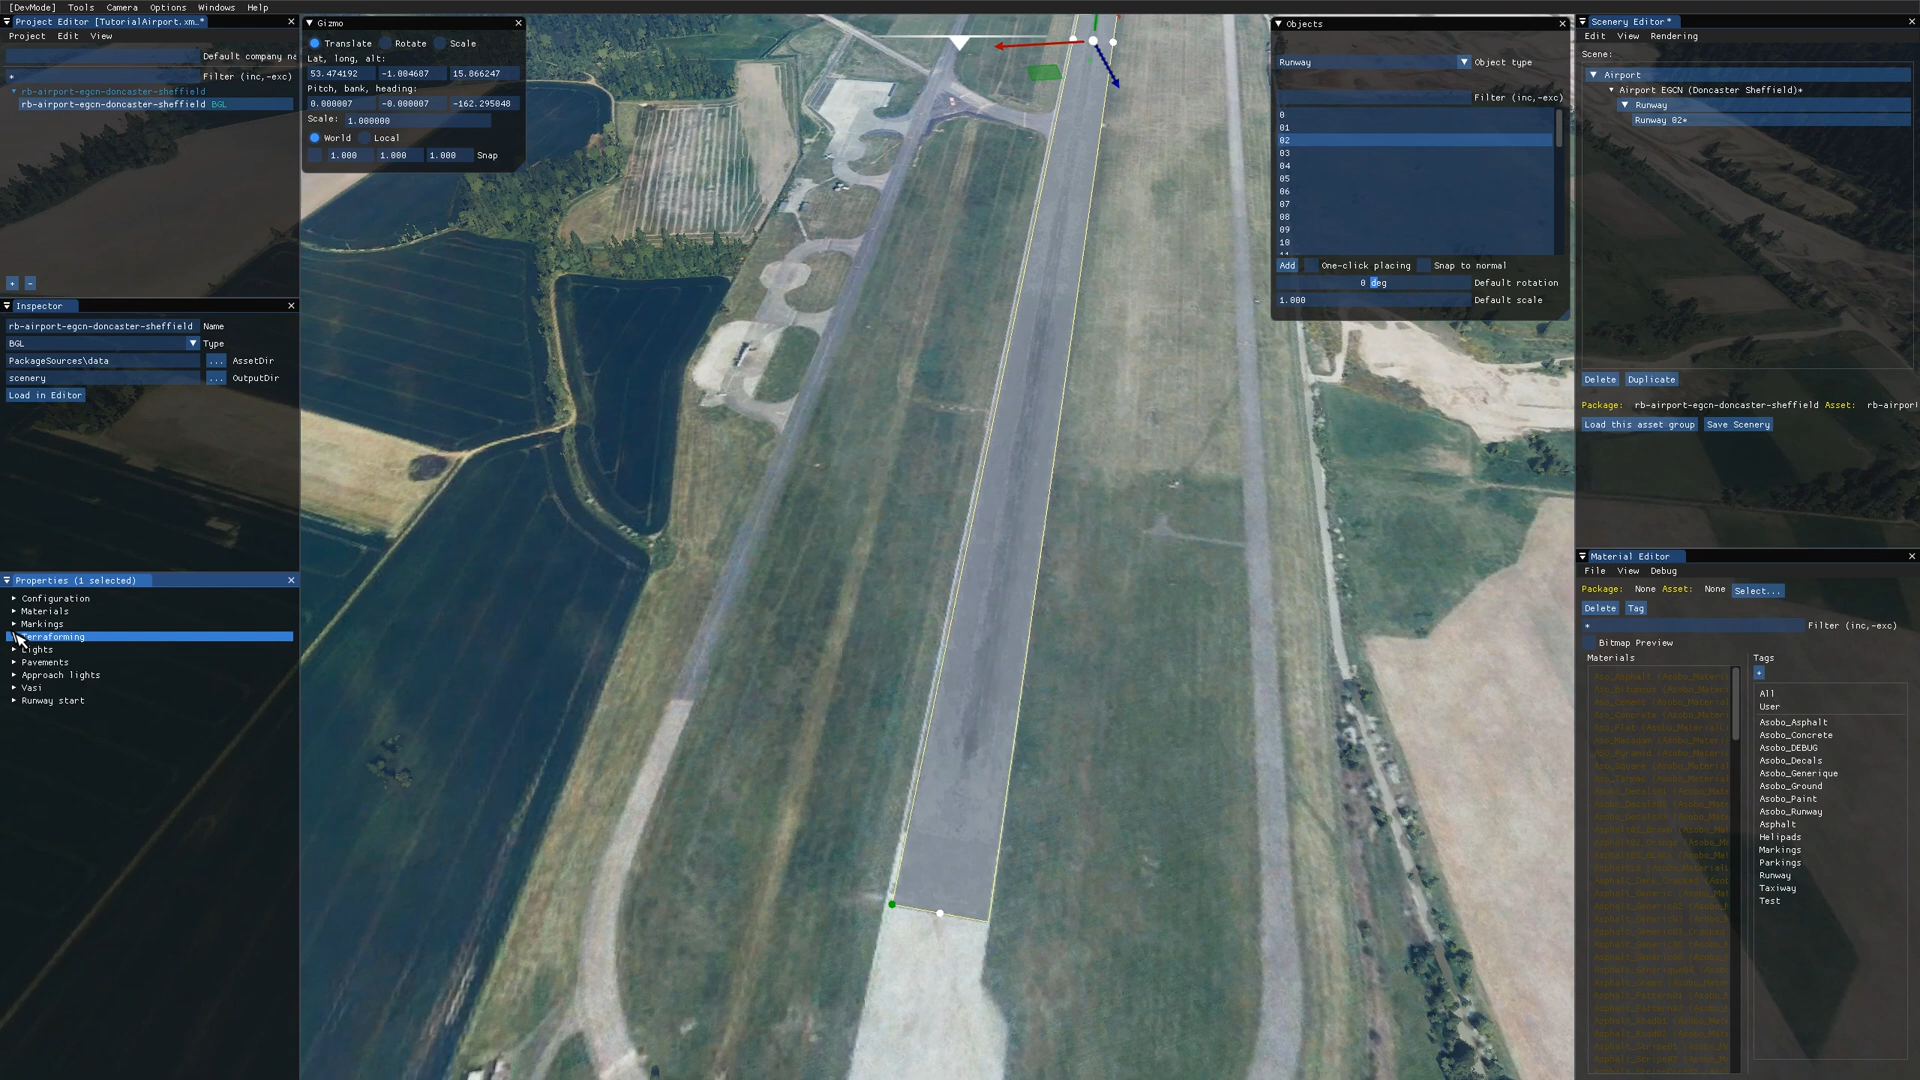 [DevMode] Tools Camera Options Windows Help
Project Editor [TutorialAirport.xm…*
Project Edit View
Default company na
* Filter (inc,-exc)
rb-airport-egcn-doncaster-sheffield
rb-airport-egcn-doncaster-sheffield BGL
+ -
Inspector
rb-airport-egcn-doncaster-sheffield Name
BGL Type
PackageSources\data ... AssetDir
scenery ... OutputDir
Load in Editor
Properties (1 selected)
Configuration
Materials
Markings
Terraforming
Lights
Pavements
Approach lights
Vasi
Runway start
Gizmo
Translate Rotate Scale
Lat, long, alt:
53.474192 -1.004687 15.866247
Pitch, bank, heading:
0.000007 -0.000007 -162.295048
Scale: 1.000000
World Local
1.000 1.000 1.000 Snap
Objects
Runway Object type
Filter (inc,-exc)
0
01
02
03
04
05
06
07
08
09
10
Add One-click placing Snap to normal
0 deg Default rotation
1.000 Default scale
Scenery Editor*
Edit View Rendering
Scene:
Airport
Airport EGCN (Doncaster Sheffield)*
Runway
Runway 02*
Delete Duplicate
Package: rb-airport-egcn-doncaster-sheffield Asset: rb-airport
Load this asset group Save Scenery
Material Editor
File View Debug
Package: None Asset: None Select...
Delete Tag
* Filter (inc,-exc)
Bitmap Preview
Materials Tags
+
All
User
Asobo_Asphalt
Asobo_Concrete
Asobo_DEBUG
Asobo_Decals
Asobo_Generique
Asobo_Ground
Asobo_Paint
Asobo_Runway
Asphalt
Helipads
Markings
Parkings
Runway
Taxiway
Test